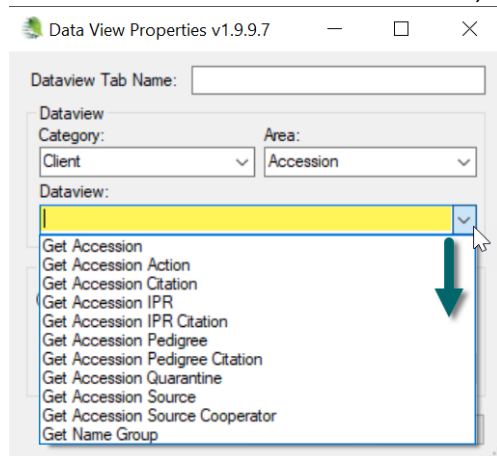 Data View Properties v1.9.9.7
Dataview Tab Name:
Dataview
Category: Area:
Client Accession
Dataview:
Get Accession
Get Accession Action
Get Accession Citation
Get Accession IPR
Get Accession IPR Citation
Get Accession Pedigree
Get Accession Pedigree Citation
Get Accession Quarantine
Get Accession Source
Get Accession Source Cooperator
Get Name Group